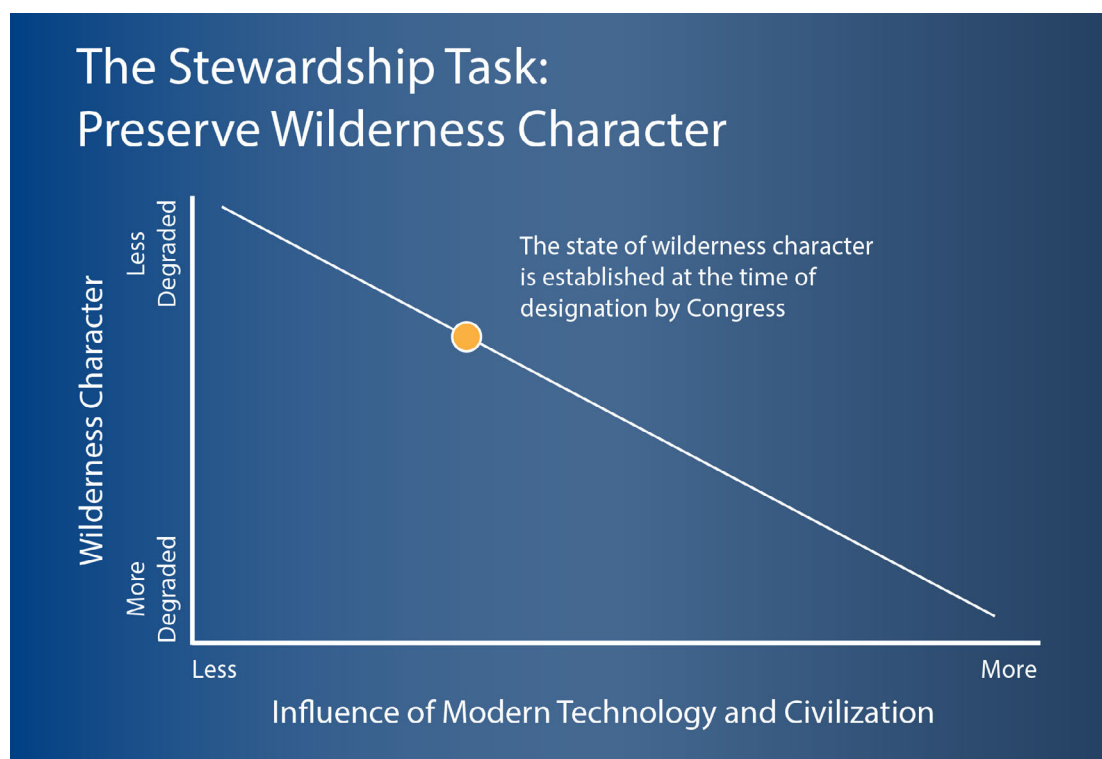 The Stewardship Task:
Preserve Wilderness Character
Wilderness Character
Less
Degraded
More
Degraded
The state of wilderness character
is established at the time of
designation by Congress
Less
More
Influence of Modern Technology and Civilization